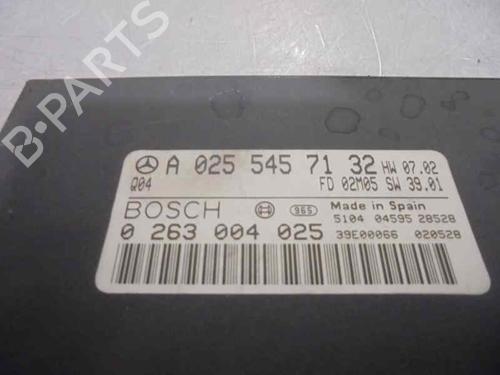 B-PARTS
A 025 545 71 32 HW 07.02
Q04 FD 02M05 SW 39.01
BOSCH 965 Made in Spain
5104 04595 28528
0 263 004 025 39E00066 020528